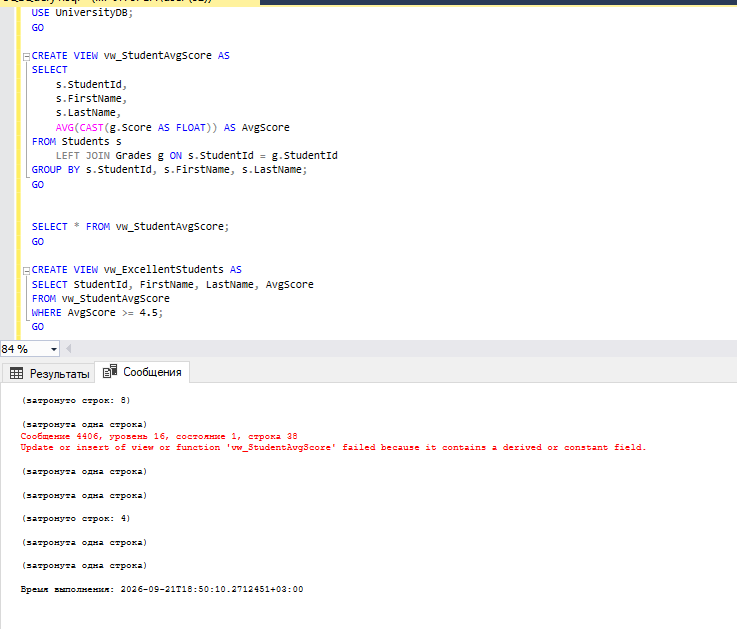 USE UniversityDB;
GO
CREATE VIEW vw_StudentAvgScore AS
SELECT
s.StudentId,
s.FirstName,
s.LastName,
AVG(CAST(g.Score AS FLOAT)) AS AvgScore
FROM Students s
LEFT JOIN Grades g ON s.StudentId = g.StudentId
GROUP BY s.StudentId, s.FirstName, s.LastName;
GO
SELECT * FROM vw_StudentAvgScore;
GO
CREATE VIEW vw_ExcellentStudents AS
SELECT StudentId, FirstName, LastName, AvgScore
FROM vw_StudentAvgScore
WHERE AvgScore >= 4.5;
GO
84 %
Результаты Сообщения
(затронуто строк: 8)
(затронута одна строка)
Сообщение 4406, уровень 16, состояние 1, строка 38
Update or insert of view or function 'vw_StudentAvgScore' failed because it contains a derived or constant field.
(затронута одна строка)
(затронута одна строка)
(затронуто строк: 4)
(затронута одна строка)
(затронута одна строка)
Время выполнения: 2026-09-21T18:50:10.2712451+03:00